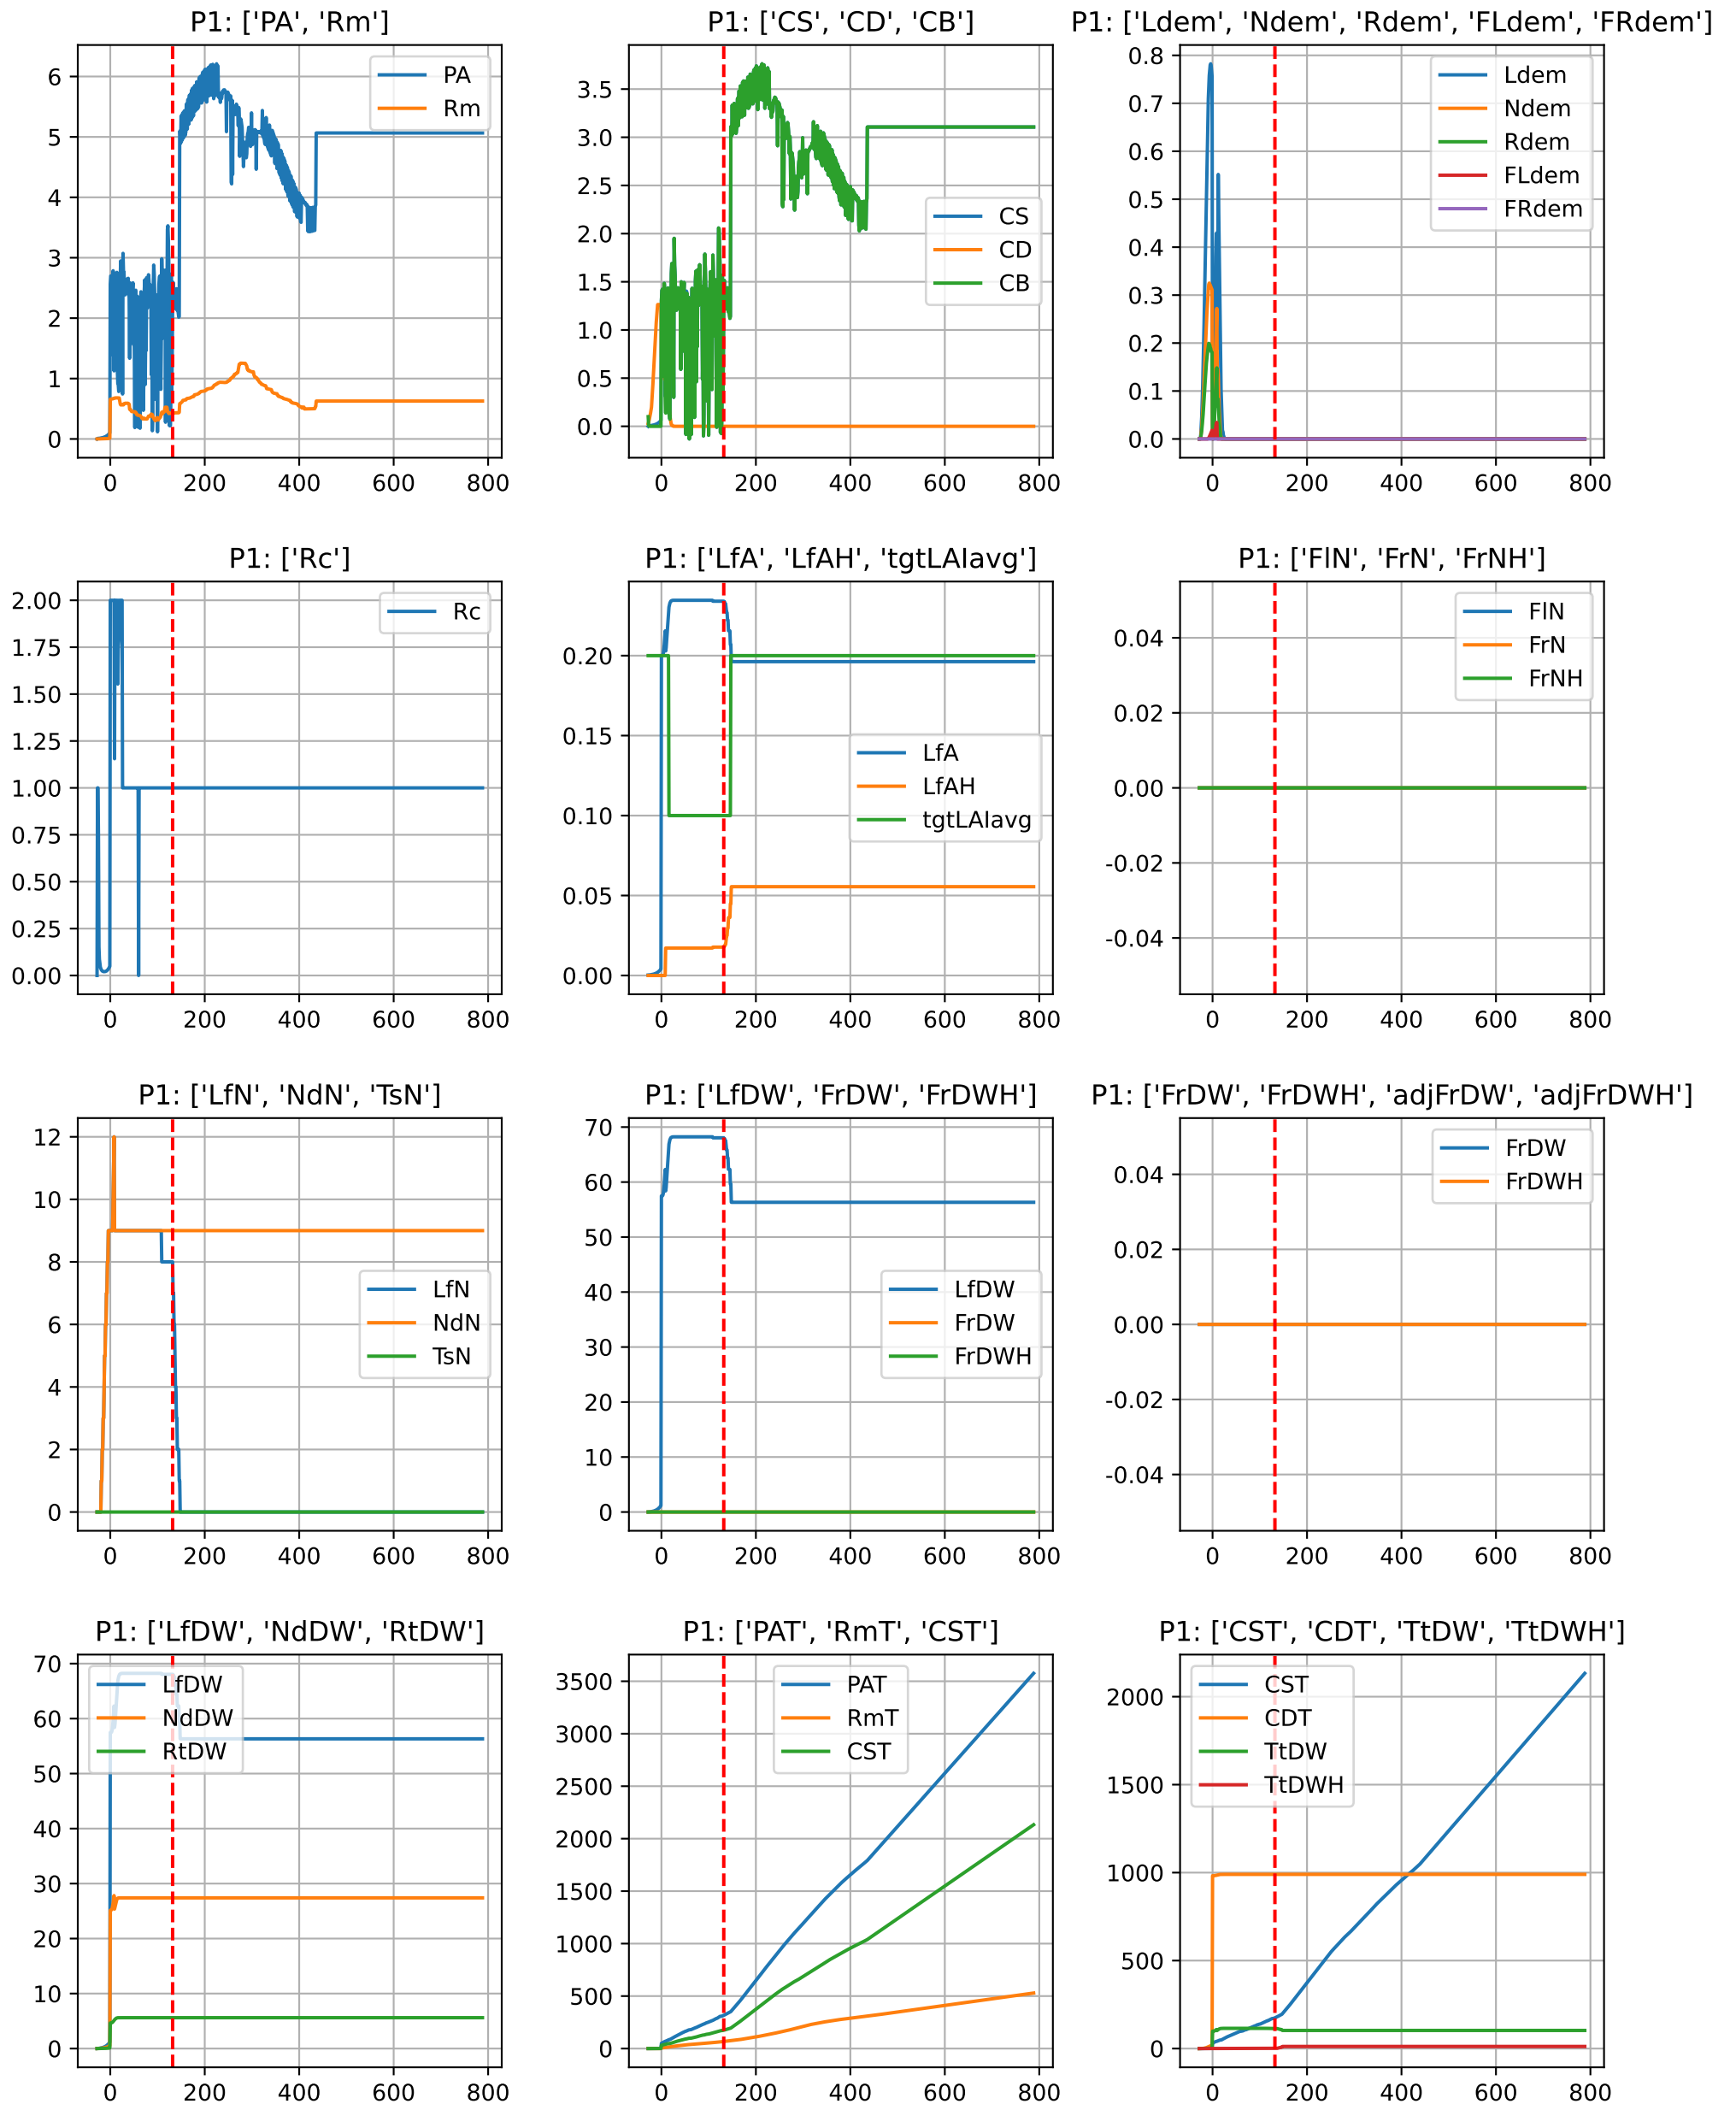 P1: ['PA', 'Rm']
6
5
4
3
2
1
0
PA
Rm
0 200 400 600 800
P1: ['CS', 'CD', 'CB']
3.5
3.0
2.5
2.0
1.5
1.0
0.5
0.0
CS
CD
CB
0 200 400 600 800
P1: ['Ldem', 'Ndem', 'Rdem', 'FLdem', 'FRdem']
0.8
0.7
0.6
0.5
0.4
0.3
0.2
0.1
0.0
Ldem
Ndem
Rdem
FLdem
FRdem
0 200 400 600 800
P1: ['Rc']
2.00
1.75
1.50
1.25
1.00
0.75
0.50
0.25
0.00
Rc
0 200 400 600 800
P1: ['LfA', 'LfAH', 'tgtLAIavg']
0.20
0.15
0.10
0.05
0.00
LfA
LfAH
tgtLAIavg
0 200 400 600 800
P1: ['FlN', 'FrN', 'FrNH']
0.04
0.02
0.00
-0.02
-0.04
FlN
FrN
FrNH
0 200 400 600 800
P1: ['LfN', 'NdN', 'TsN']
12
10
8
6
4
2
0
LfN
NdN
TsN
0 200 400 600 800
P1: ['LfDW', 'FrDW', 'FrDWH']
70
60
50
40
30
20
10
0
LfDW
FrDW
FrDWH
0 200 400 600 800
P1: ['FrDW', 'FrDWH', 'adjFrDW', 'adjFrDWH']
0.04
0.02
0.00
-0.02
-0.04
FrDW
FrDWH
0 200 400 600 800
P1: ['LfDW', 'NdDW', 'RtDW']
70
60
50
40
30
20
10
0
LfDW
NdDW
RtDW
0 200 400 600 800
P1: ['PAT', 'RmT', 'CST']
3500
3000
2500
2000
1500
1000
500
0
PAT
RmT
CST
0 200 400 600 800
P1: ['CST', 'CDT', 'TtDW', 'TtDWH']
2000
1500
1000
500
0
CST
CDT
TtDW
TtDWH
0 200 400 600 800